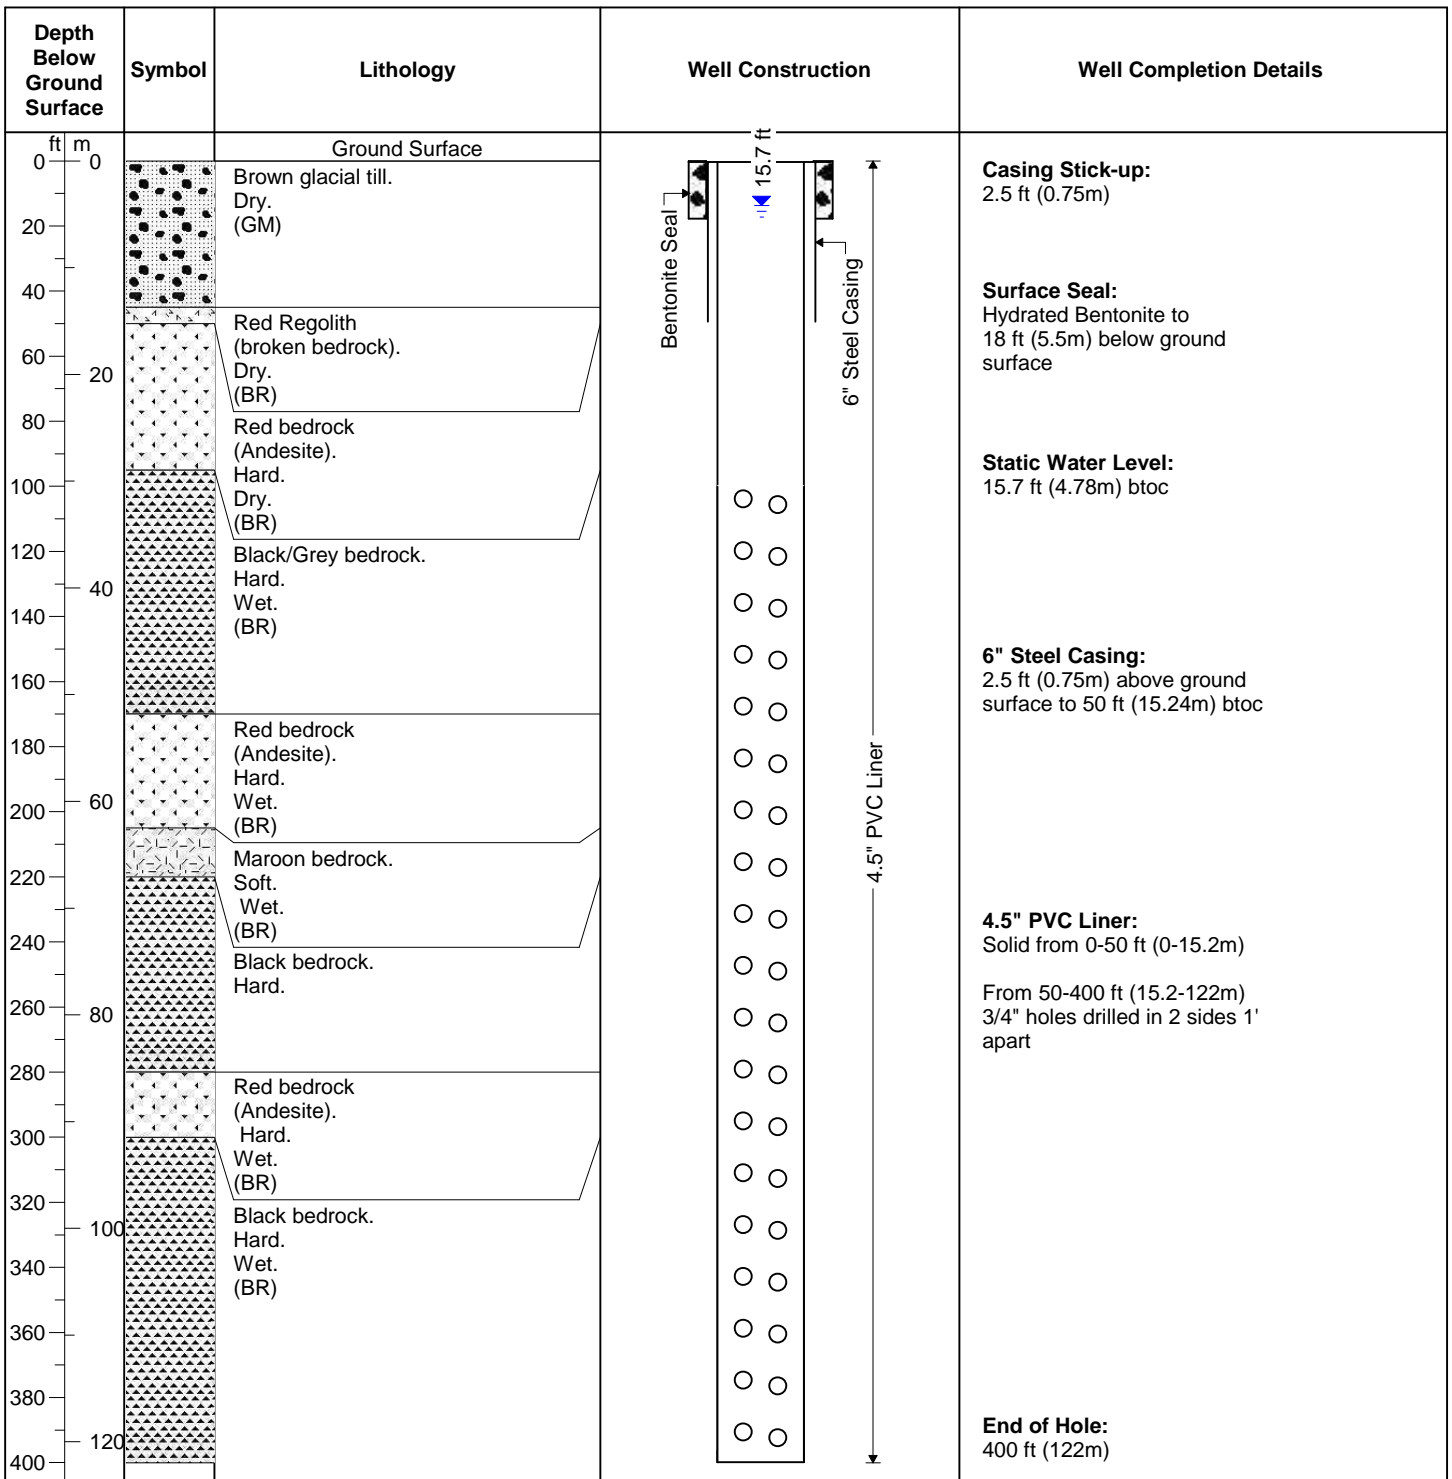 Depth
Below
Ground
Surface
Symbol
Lithology
Well Construction
Well Completion Details
ft m
0
20
40
60
80
100
120
140
160
180
200
220
240
260
280
300
320
340
360
380
400
0
20
40
60
80
100
120
Ground Surface
Brown glacial till.
Dry.
(GM)
Red Regolith
(broken bedrock).
Dry.
(BR)
Red bedrock
(Andesite).
Hard.
Dry.
(BR)
Black/Grey bedrock.
Hard.
Wet.
(BR)
Red bedrock
(Andesite).
Hard.
Wet.
(BR)
Maroon bedrock.
Soft.
Wet.
(BR)
Black bedrock.
Hard.
Red bedrock
(Andesite).
Hard.
Wet.
(BR)
Black bedrock.
Hard.
Wet.
(BR)
Bentonite Seal
15.7 ft
6" Steel Casing
4.5" PVC Liner
Casing Stick-up:
2.5 ft (0.75m)
Surface Seal:
Hydrated Bentonite to
18 ft (5.5m) below ground
surface
Static Water Level:
15.7 ft (4.78m) btoc
6" Steel Casing:
2.5 ft (0.75m) above ground
surface to 50 ft (15.24m) btoc
4.5" PVC Liner:
Solid from 0-50 ft (0-15.2m)
From 50-400 ft (15.2-122m)
3/4" holes drilled in 2 sides 1'
apart
End of Hole:
400 ft (122m)